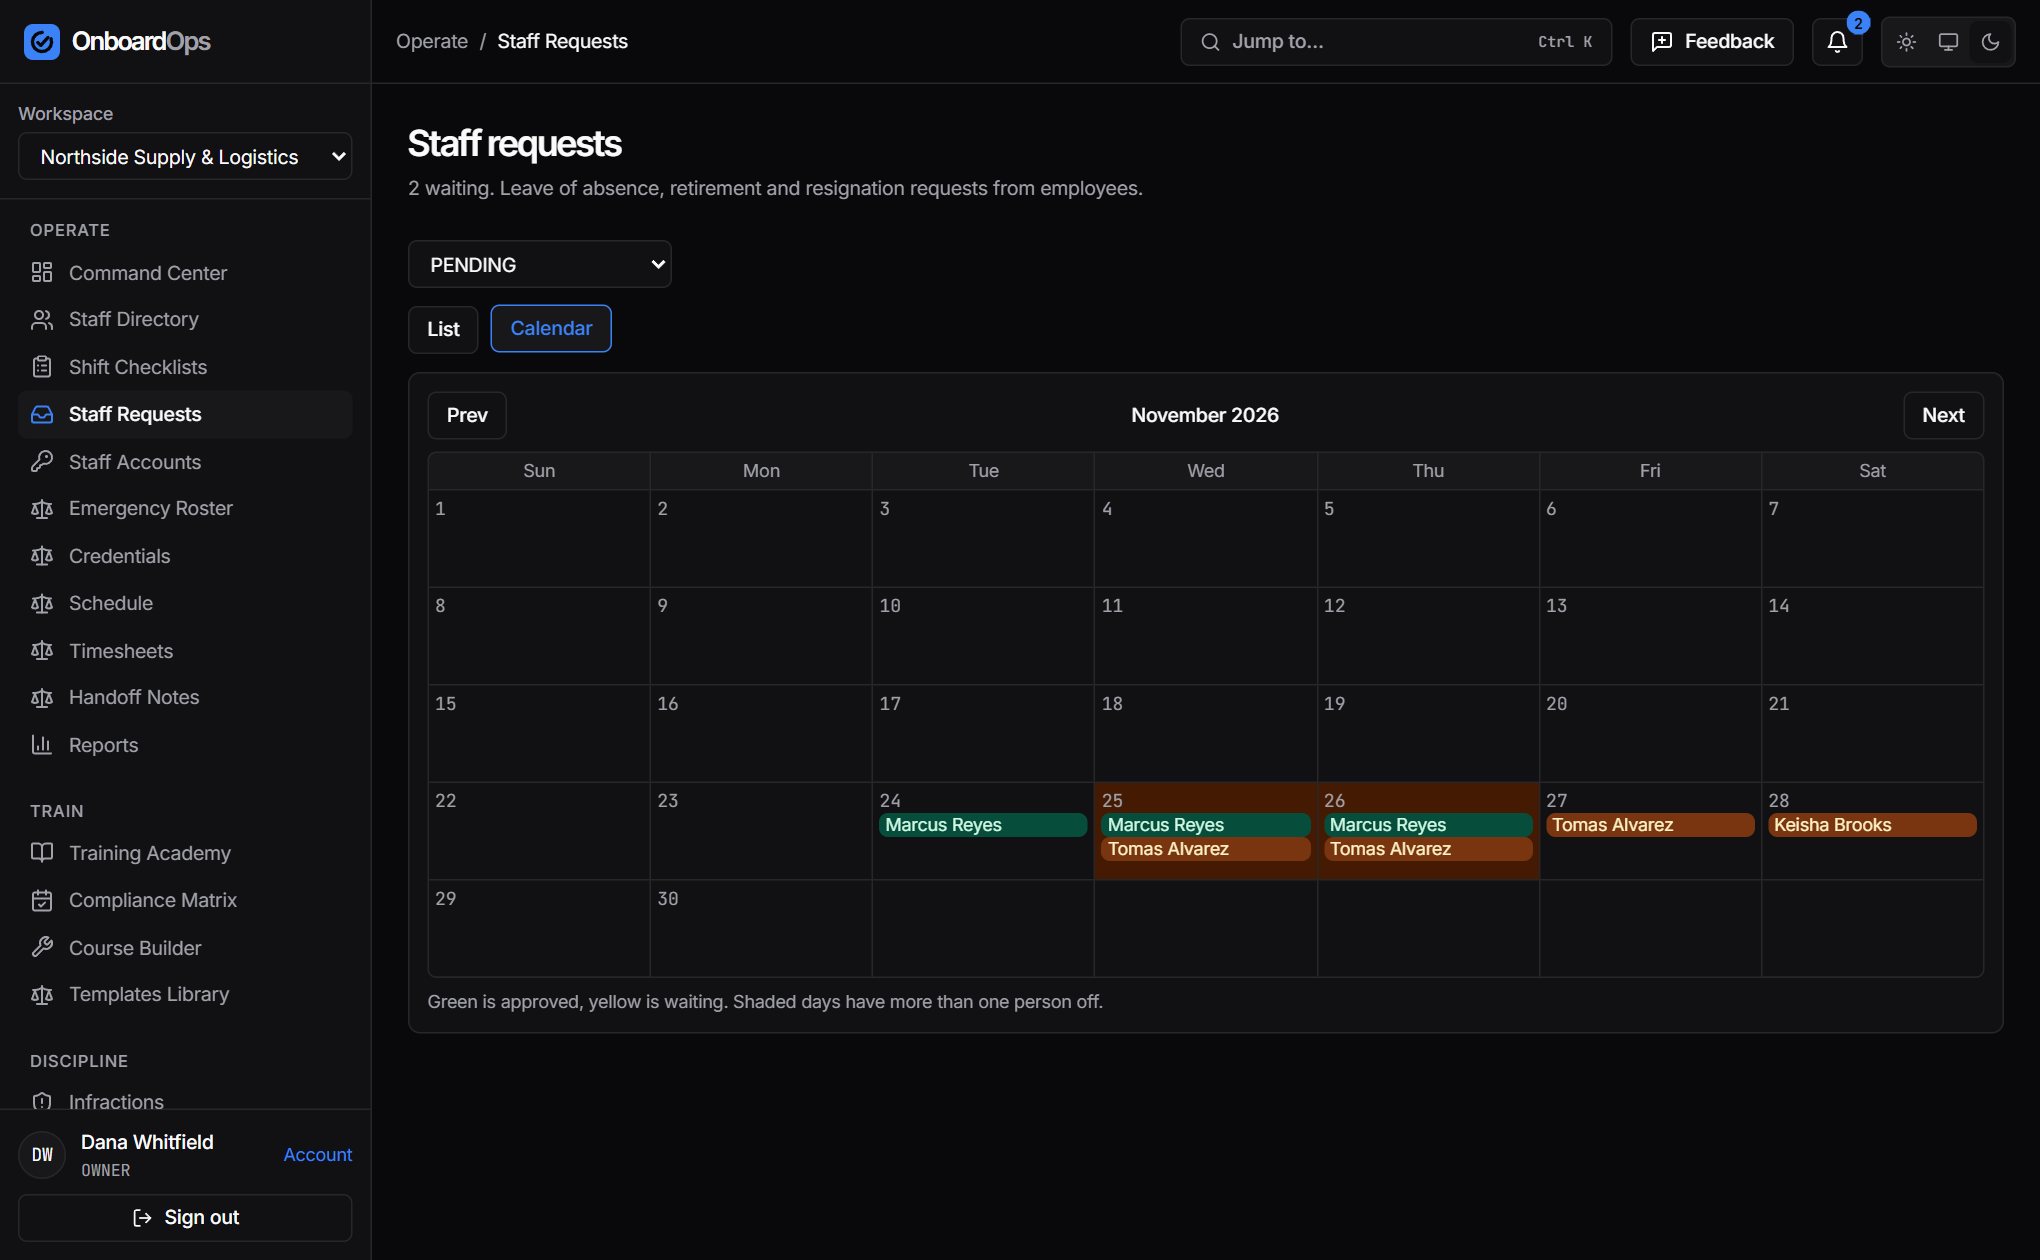 OnboardOps
Operate / Staff Requests
Jump to... Ctrl K
Feedback
2
Workspace
Northside Supply & Logistics
OPERATE
Command Center
Staff Directory
Shift Checklists
Staff Requests
Staff Accounts
Emergency Roster
Credentials
Schedule
Timesheets
Handoff Notes
Reports
TRAIN
Training Academy
Compliance Matrix
Course Builder
Templates Library
DISCIPLINE
Infractions
DW
Dana Whitfield
OWNER
Account
Sign out
Staff requests
2 waiting. Leave of absence, retirement and resignation requests from employees.
PENDING
List Calendar
Prev November 2026 Next
Sun Mon Tue Wed Thu Fri Sat
1 2 3 4 5 6 7
8 9 10 11 12 13 14
15 16 17 18 19 20 21
22 23 24 25 26 27 28
Marcus Reyes Marcus Reyes Marcus Reyes Tomas Alvarez Keisha Brooks
Tomas Alvarez Tomas Alvarez
29 30
Green is approved, yellow is waiting. Shaded days have more than one person off.